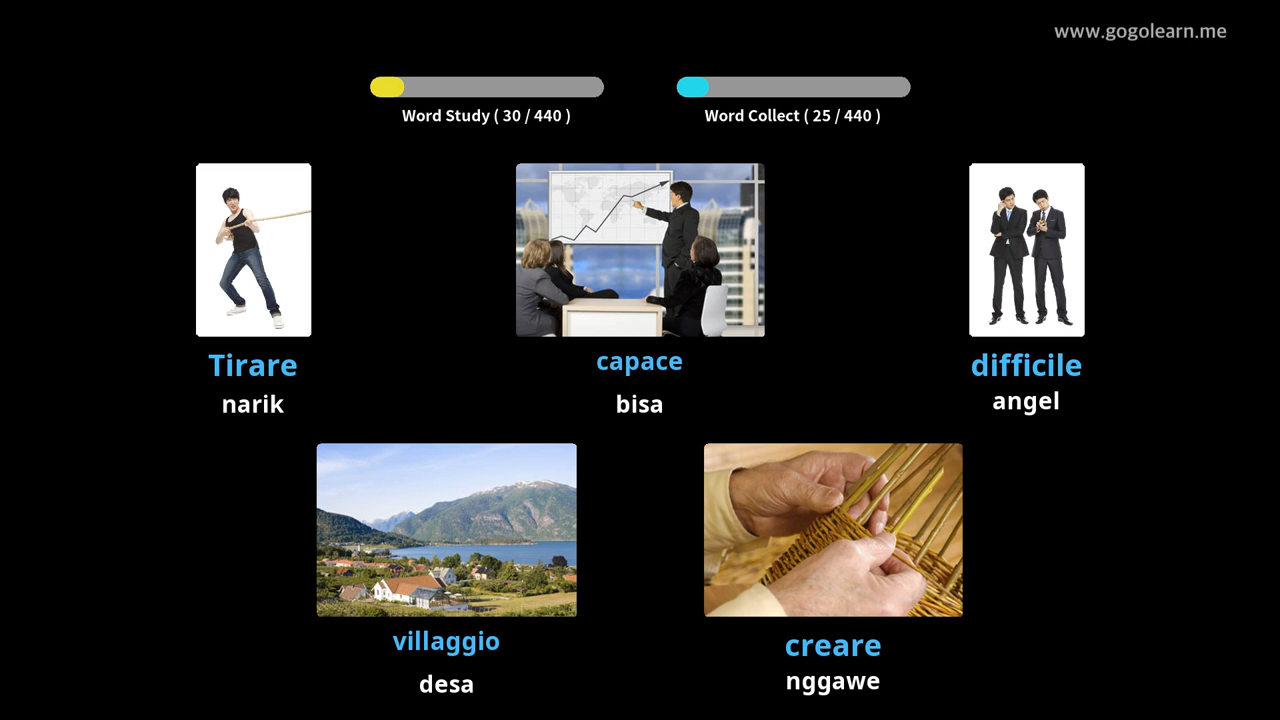 www.gogolearn.me
Word Study ( 30 / 440 )
Word Collect ( 25 / 440 )
Tirare
narik
capace
bisa
difficile
angel
villaggio
desa
creare
nggawe